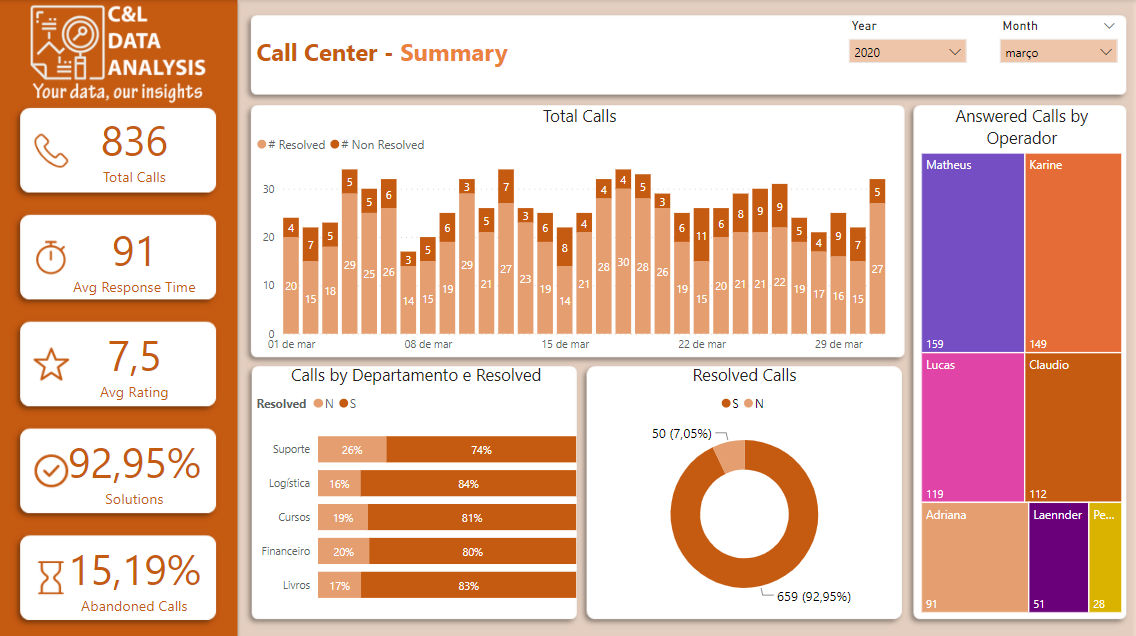 C&L
DATA
ANALYSIS
Your data, our insights
836
Total Calls
91
Avg Response Time
7,5
Avg Rating
92,95%
Solutions
15,19%
Abandoned Calls
Call Center - Summary
Year
2020
Month
março
Total Calls
# Resolved # Non Resolved
30
20
10
0
4 7 5 5 5 6 3 5 6 3 5 7 3 6 8 4 4 4 5 3 6 11 6 8 9 9 5 4 9 7 5
20 15 18 29 25 26 14 15 19 29 21 27 23 19 14 21 28 30 28 26 19 15 20 21 21 22 19 17 16 15 27
01 de mar 08 de mar 15 de mar 22 de mar 29 de mar
Calls by Departamento e Resolved
Resolved N S
Suporte 26% 74%
Logística 16% 84%
Cursos 19% 81%
Financeiro 20% 80%
Livros 17% 83%
Resolved Calls
S N
50 (7,05%)
659 (92,95%)
Answered Calls by
Operador
Matheus
159
Karine
149
Lucas
119
Claudio
112
Adriana
91
Laennder
51
Pe...
28